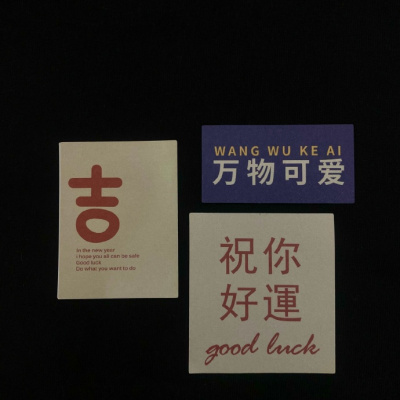 吉
In the new year
i hope you all can be safe
Good luck
Do what you want to do
WANG WU KE AI
万物可爱
祝你
好運
good luck